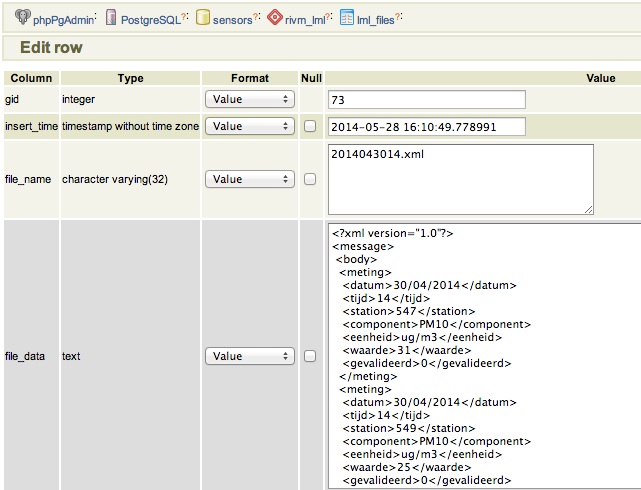 phpPgAdmin?: PostgreSQL?: sensors?: rivm_lml?: lml_files?:
Edit row
Column Type Format Null Value
gid integer Value 73
insert_time timestamp without time zone Value 2014-05-28 16:10:49.778991
file_name character varying(32) Value 2014043014.xml
file_data text Value
<?xml version="1.0"?>
<message>
<body>
<meting>
<datum>30/04/2014</datum>
<tijd>14</tijd>
<station>547</station>
<component>PM10</component>
<eenheid>ug/m3</eenheid>
<waarde>31</waarde>
<gevalideerd>0</gevalideerd>
</meting>
<meting>
<datum>30/04/2014</datum>
<tijd>14</tijd>
<station>549</station>
<component>PM10</component>
<eenheid>ug/m3</eenheid>
<waarde>25</waarde>
<gevalideerd>0</gevalideerd>